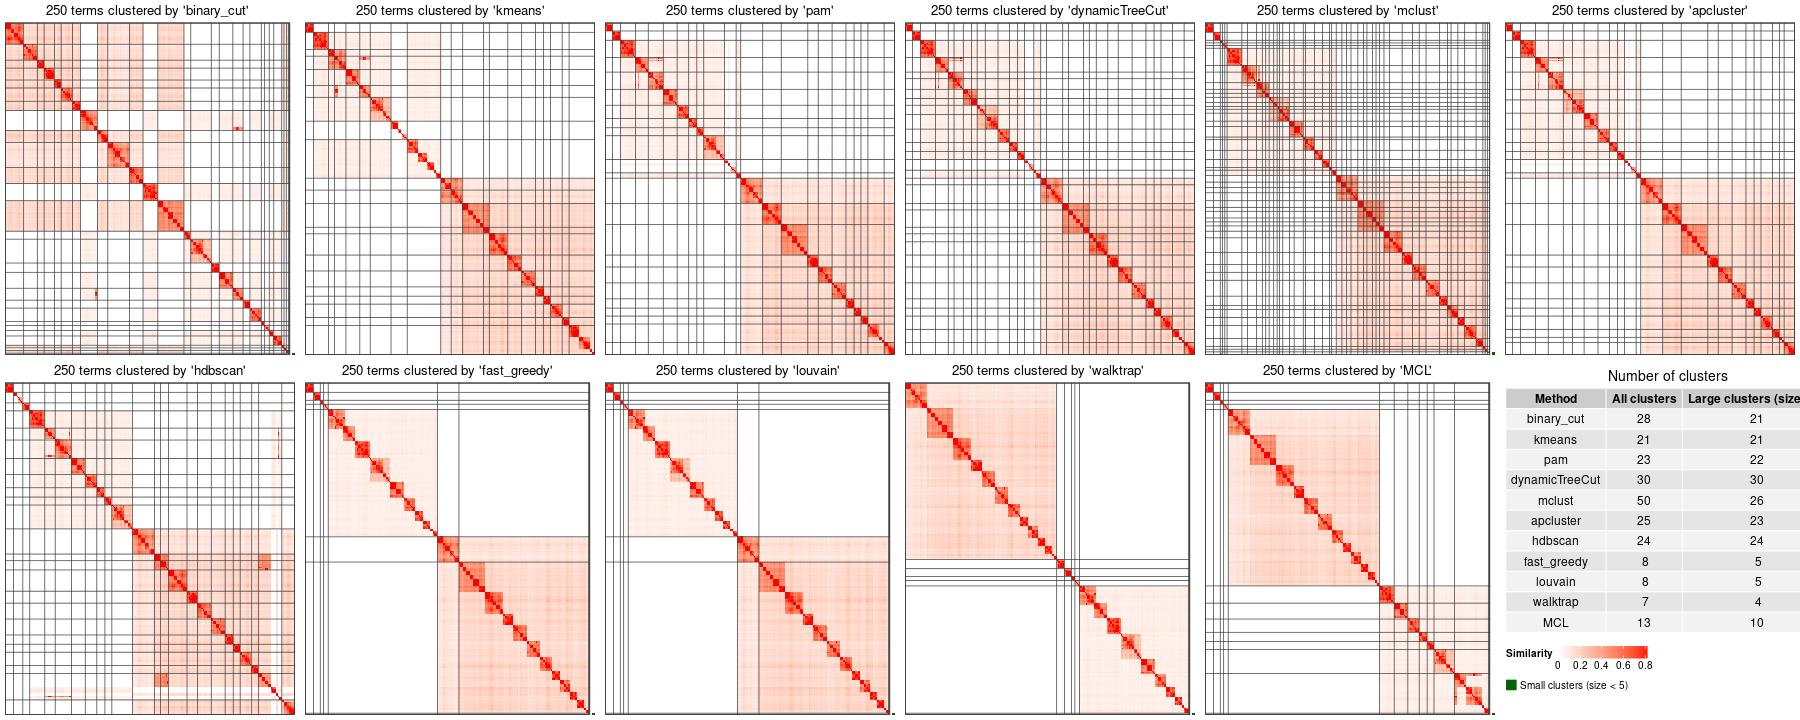 250 terms clustered by 'binary_cut'
250 terms clustered by 'kmeans'
250 terms clustered by 'pam'
250 terms clustered by 'dynamicTreeCut'
250 terms clustered by 'mclust'
250 terms clustered by 'apcluster'
250 terms clustered by 'hdbscan'
250 terms clustered by 'fast_greedy'
250 terms clustered by 'louvain'
250 terms clustered by 'walktrap'
250 terms clustered by 'MCL'
Number of clusters
Method All clusters Large clusters (size
binary_cut 28 21
kmeans 21 21
pam 23 22
dynamicTreeCut 30 30
mclust 50 26
apcluster 25 23
hdbscan 24 24
fast_greedy 8 5
louvain 8 5
walktrap 7 4
MCL 13 10
Similarity
0 0.2 0.4 0.6 0.8
Small clusters (size < 5)